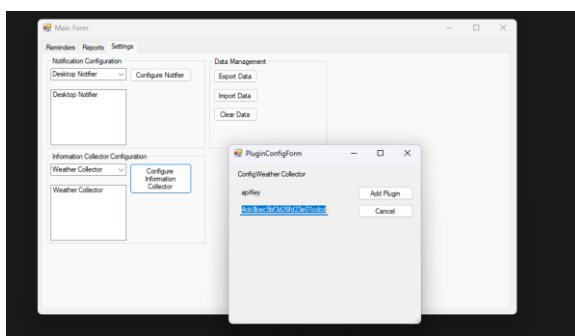 Main Form
Reminders Reports Settings
Notification Configuration
Desktop Notifier
Configure Notifier
Desktop Notifier
Data Management
Export Data
Import Data
Clear Data
Information Collector Configuration
Weather Collector
Configure
Information
Collector
Weather Collector
PluginConfigForm
ConfigWeather Collector
apiKey
Add Plugin
Cancel